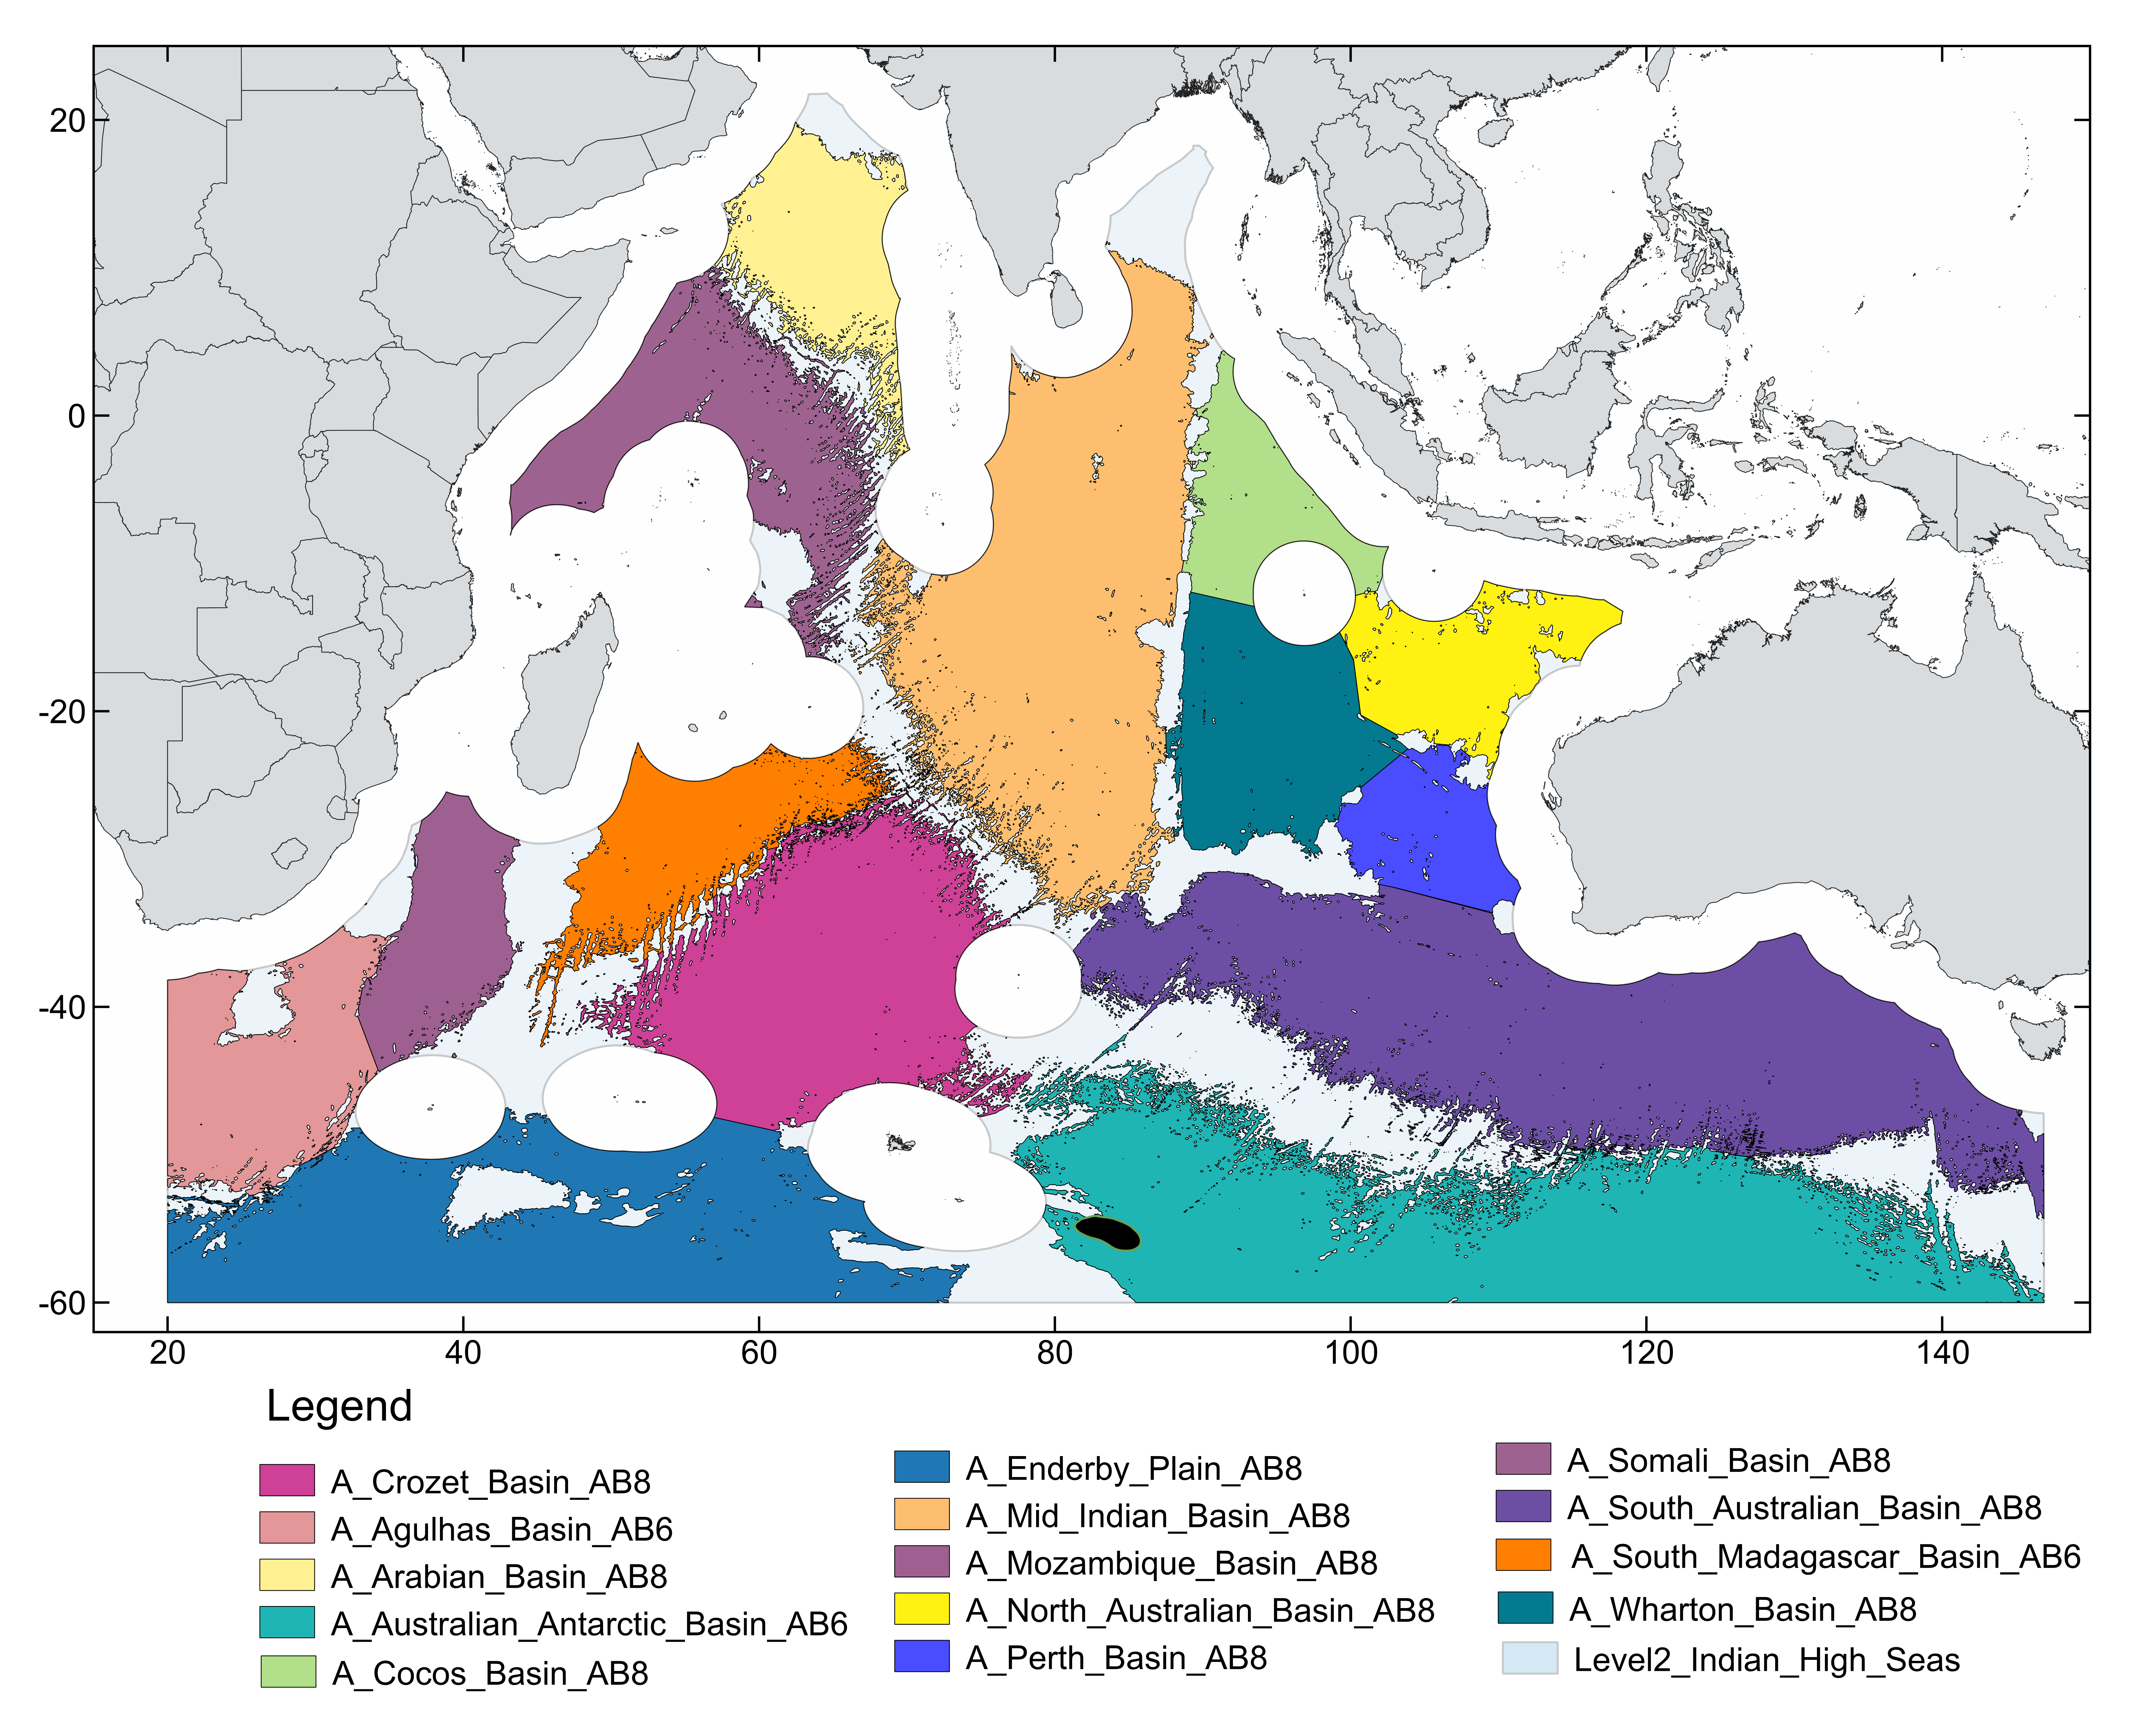 20
0
-20
-40
-60
20 40 60 80 100 120 140
Legend
A_Crozet_Basin_AB8
A_Agulhas_Basin_AB6
A_Arabian_Basin_AB8
A_Australian_Antarctic_Basin_AB6
A_Cocos_Basin_AB8
A_Enderby_Plain_AB8
A_Mid_Indian_Basin_AB8
A_Mozambique_Basin_AB8
A_North_Australian_Basin_AB8
A_Perth_Basin_AB8
A_Somali_Basin_AB8
A_South_Australian_Basin_AB8
A_South_Madagascar_Basin_AB6
A_Wharton_Basin_AB8
Level2_Indian_High_Seas